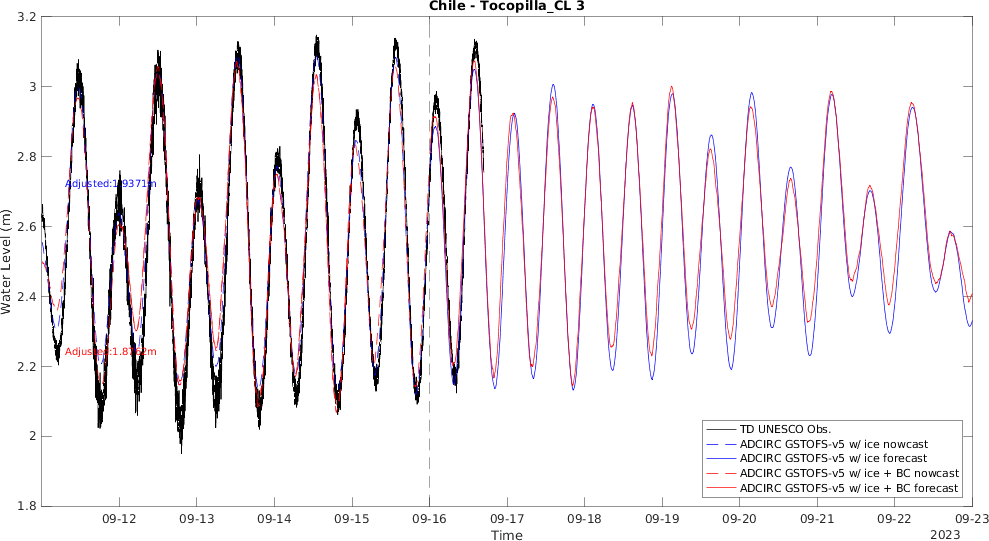 Chile - Tocopilla_CL 3
3.2
3
2.8
2.6
2.4
2.2
2
1.8
Water Level (m)
Adjusted:1.9371m
TD UNESCO Obs.
ADCIRC GSTOFS-v5 w/ ice nowcast
ADCIRC GSTOFS-v5 w/ ice forecast
ADCIRC GSTOFS-v5 w/ ice + BC nowcast
ADCIRC GSTOFS-v5 w/ ice + BC forecast
09-12 09-13 09-14 09-15 09-16 09-17 09-18 09-19 09-20 09-21 09-22 09-23
Time
2023